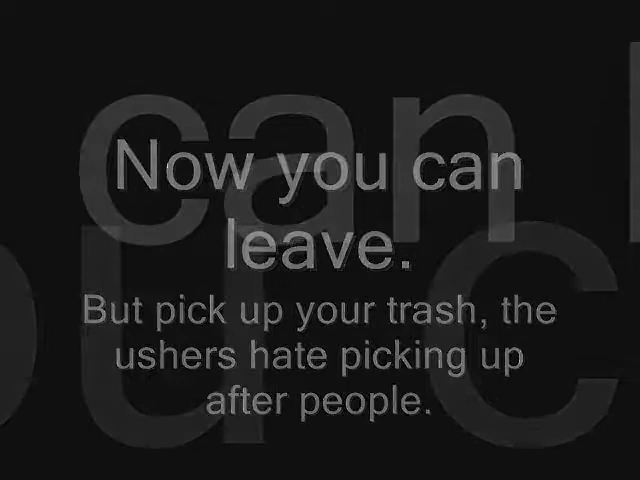 Now you can
leave.
But pick up your trash, the
ushers hate picking up
after people.